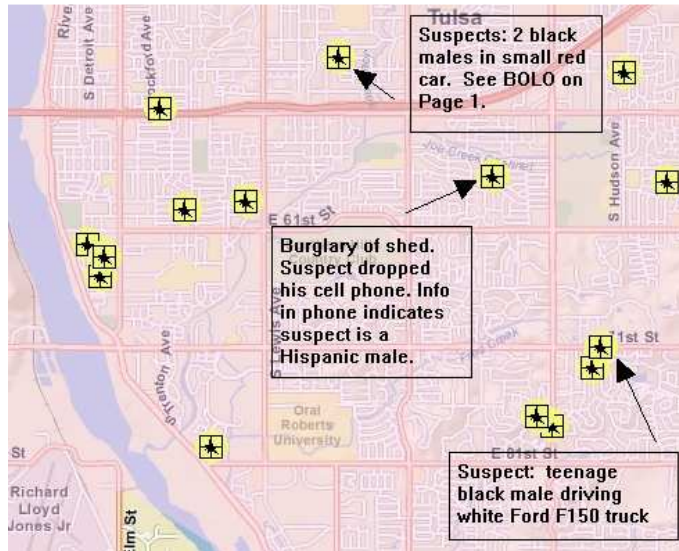 Tulsa
Suspects: 2 black
males in small red
car. See BOLO on
Page 1.
S Detroit Ave
ockford Ave
S Hudson Ave
E 61st St
Burglary of shed.
Suspect dropped
his cell phone. Info
in phone indicates
suspect is a
Hispanic male.
Country Club
S Lewis Ave
S Trenton Ave
71st St
Oral
Roberts
University
E 81st St
St
Suspect: teenage
black male driving
white Ford F150 truck
Richard
Lloyd
Jones Jr
Elm St